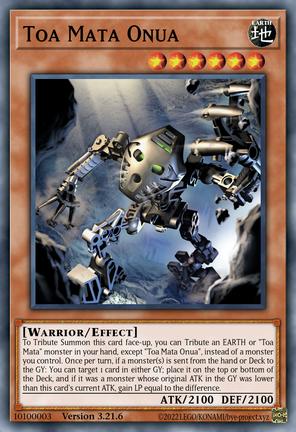 Toa Mata Onua
EARTH
地
[Warrior/Effect]
To Tribute Summon this card face-up, you can Tribute an EARTH or "Toa
Mata" monster in your hand, except "Toa Mata Onua", instead of a monster
you control. Once per turn, if a monster(s) is sent from the hand or Deck to
the GY: You can target 1 card in either GY; place it on the top or bottom of
the Deck, and if it was a monster whose original ATK in the GY was lower
than this card's current ATK, gain LP equal to the difference.
ATK/2100 DEF/2100
10100003 Version 3.21.6 ©2022LEGO/KONAMI/bye-proect.xyz